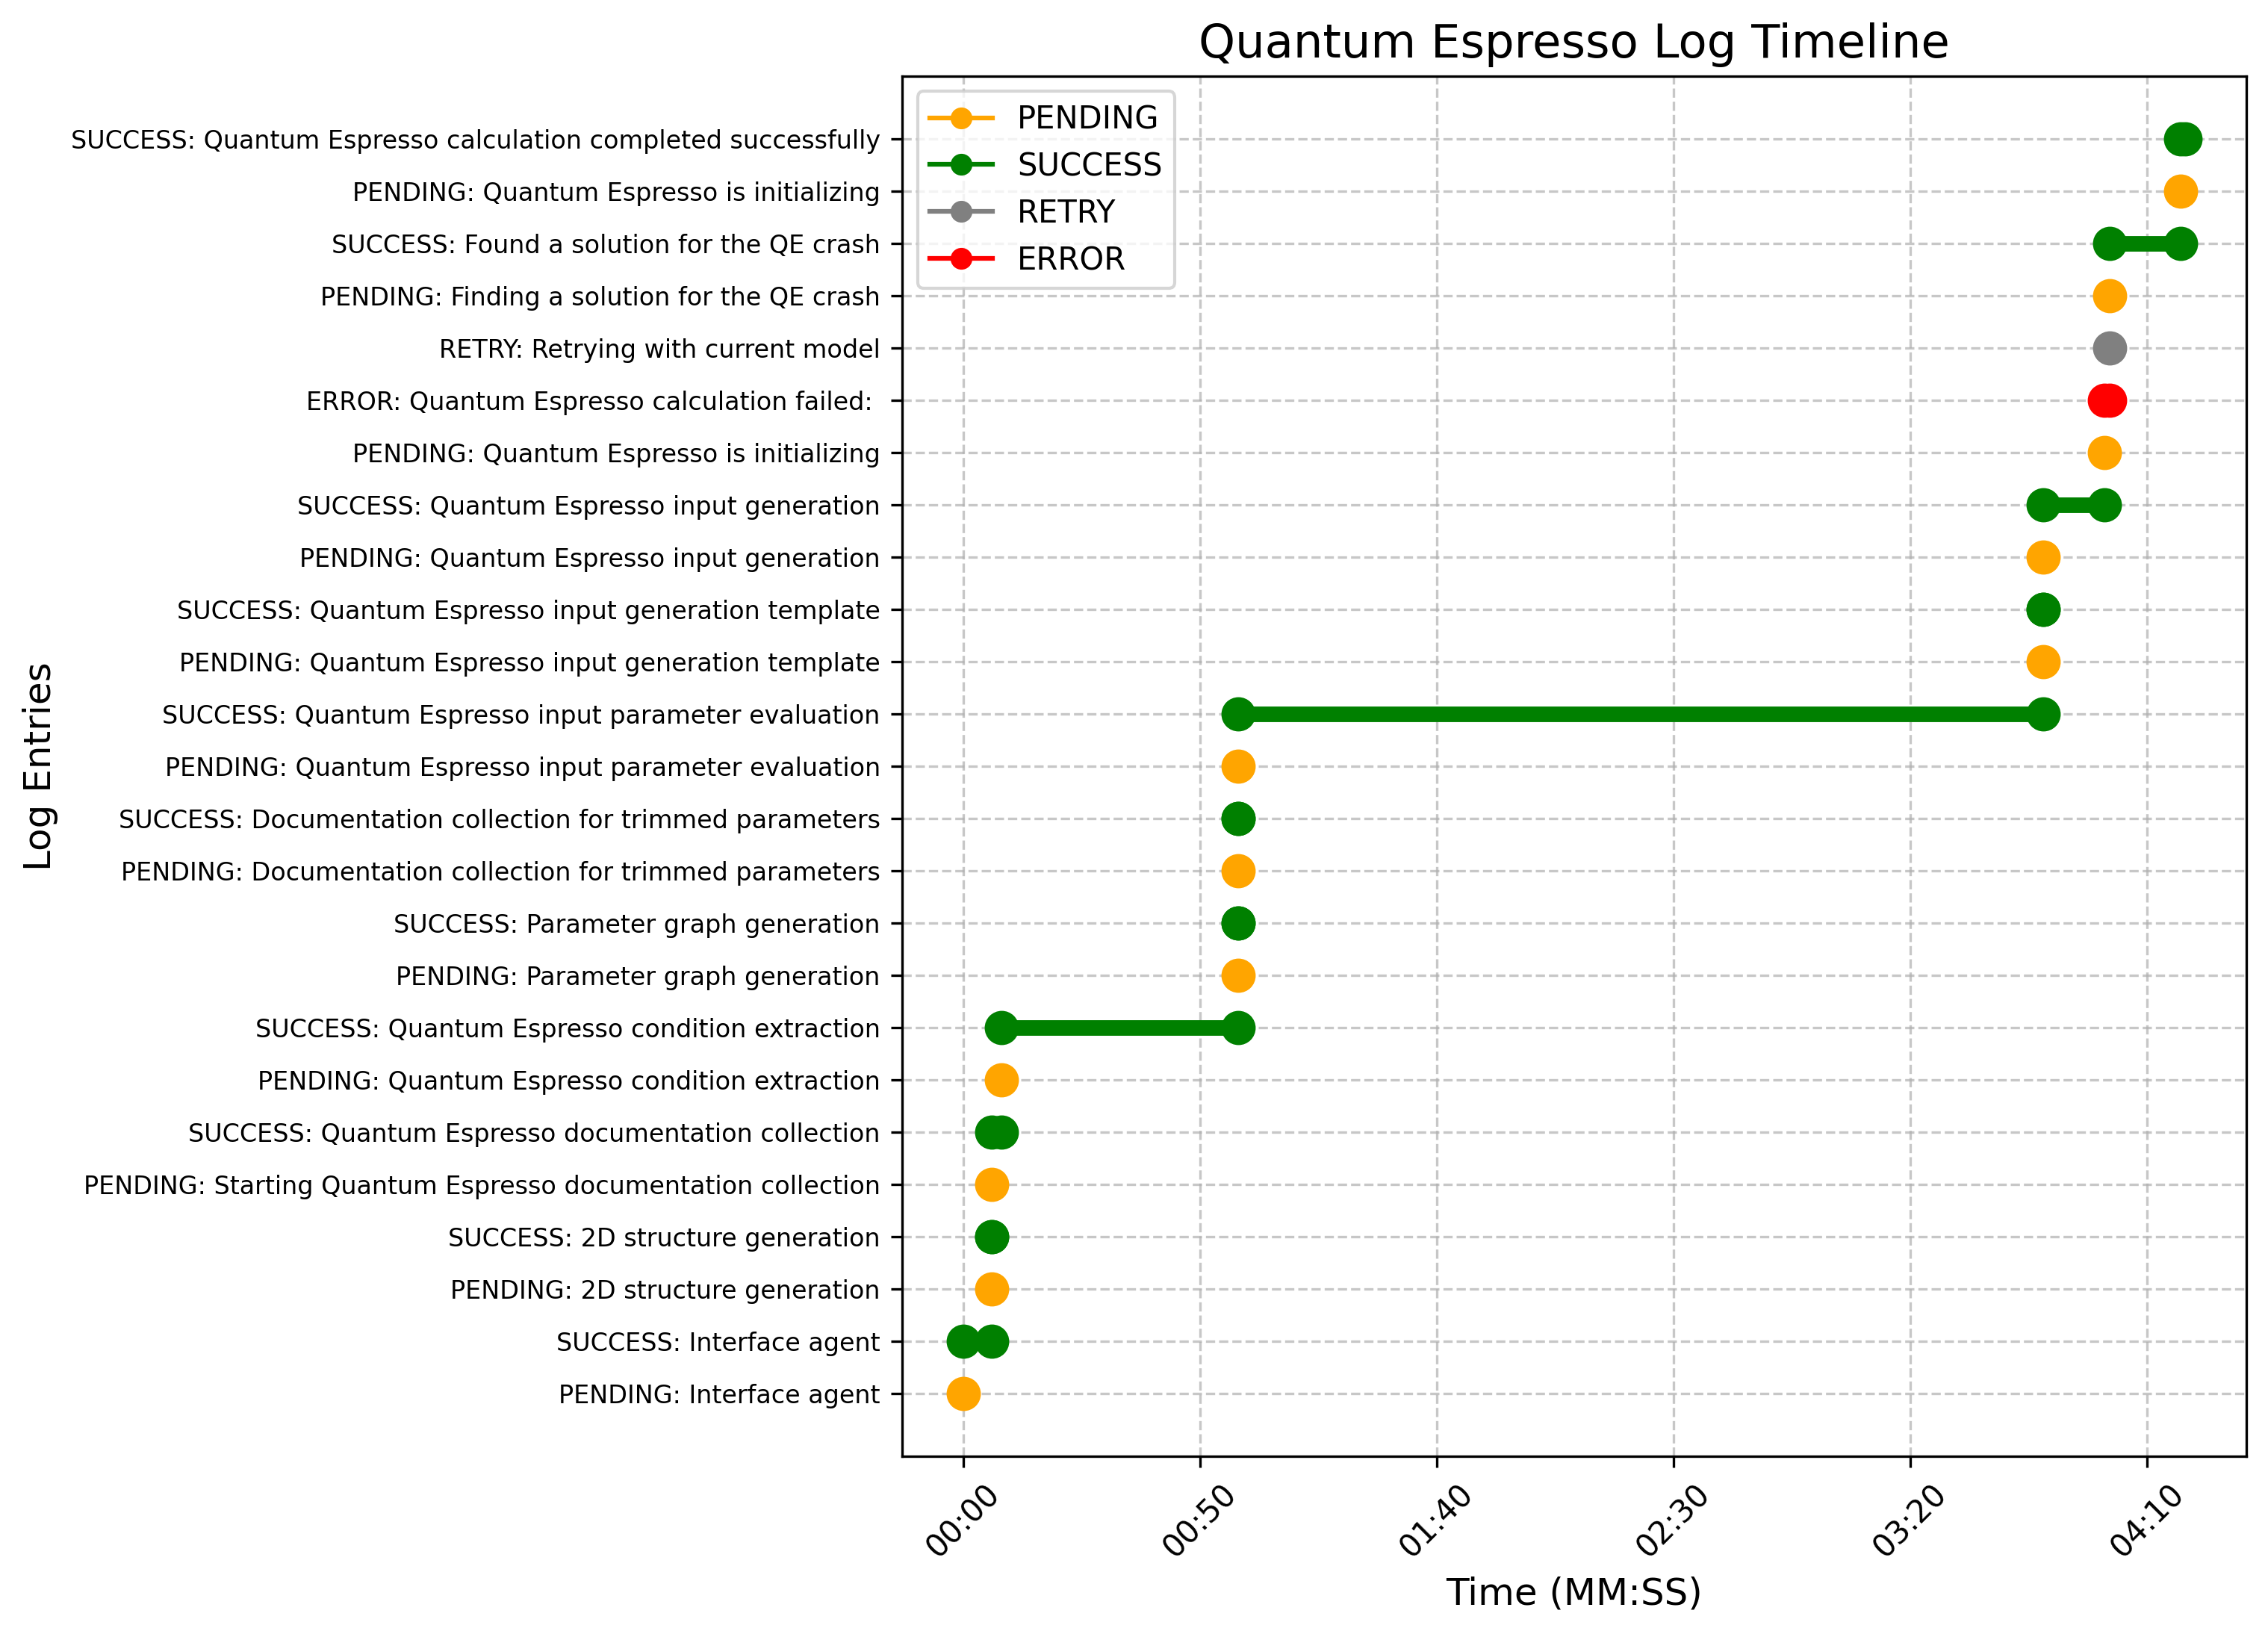 Quantum Espresso Log Timeline
PENDING
SUCCESS
RETRY
ERROR
SUCCESS: Quantum Espresso calculation completed successfully
PENDING: Quantum Espresso is initializing
SUCCESS: Found a solution for the QE crash
PENDING: Finding a solution for the QE crash
RETRY: Retrying with current model
ERROR: Quantum Espresso calculation failed:
PENDING: Quantum Espresso is initializing
SUCCESS: Quantum Espresso input generation
PENDING: Quantum Espresso input generation
SUCCESS: Quantum Espresso input generation template
PENDING: Quantum Espresso input generation template
SUCCESS: Quantum Espresso input parameter evaluation
PENDING: Quantum Espresso input parameter evaluation
SUCCESS: Documentation collection for trimmed parameters
PENDING: Documentation collection for trimmed parameters
SUCCESS: Parameter graph generation
PENDING: Parameter graph generation
SUCCESS: Quantum Espresso condition extraction
PENDING: Quantum Espresso condition extraction
SUCCESS: Quantum Espresso documentation collection
PENDING: Starting Quantum Espresso documentation collection
SUCCESS: 2D structure generation
PENDING: 2D structure generation
SUCCESS: Interface agent
PENDING: Interface agent
Log Entries
00:00
00:50
01:40
02:30
03:20
04:10
Time (MM:SS)